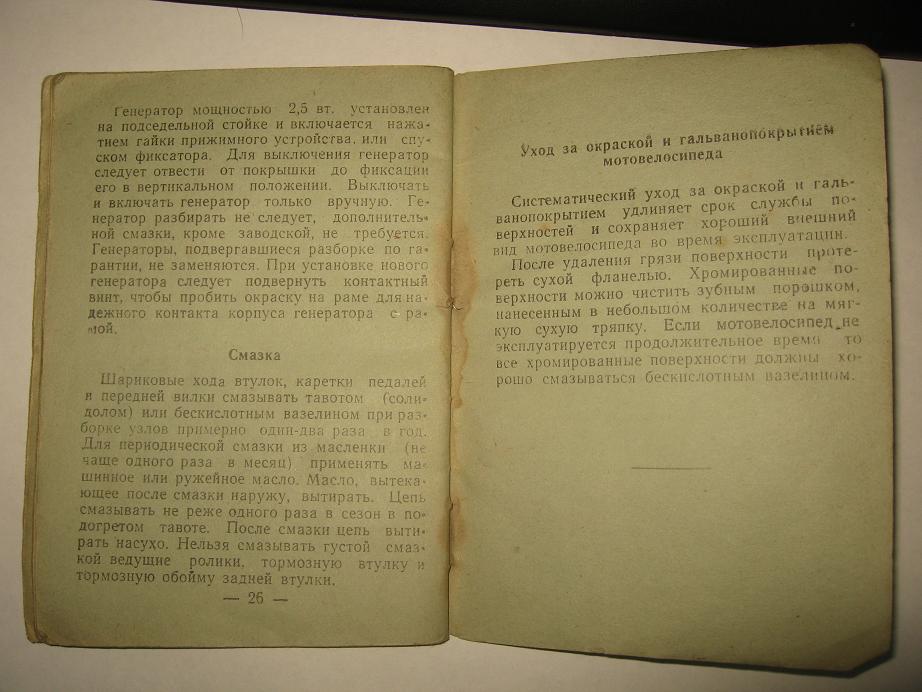 Генератор мощностью 2,5 вт. установлен
на подседельной стойке и включается нажа-
тием гайки прижимного устройства, или спу-
ском фиксатора. Для выключения генератор
следует отвести от покрышки до фиксации
его в вертикальном положении. Выключать
и включать генератор только вручную. Ге-
нератор разбирать не следует, дополнитель-
ной смазки, кроме заводской, не требуется.
Генераторы, подвергавшиеся разборке по га-
рантии, не заменяются. При установке нового
генератора следует подвернуть контактный
винт, чтобы пробить окраску на раме для на-
дежного контакта корпуса генератора с ра-
мой.
Смазка
Шариковые хода втулок, каретки педалей
и передней вилки смазывать тавотом (соли-
долом) или бескислотным вазелином при раз-
борке узлов примерно один-два раза в год.
Для периодической смазки из масленки (не
чаще одного раза в месяц) применять ма-
шинное или ружейное масло. Масло, вытека-
ющее после смазки наружу, вытирать. Цепь
смазывать не реже одного раза в сезон в по-
догретом тавоте. После смазки цепь выти-
рать насухо. Нельзя смазывать густой смаз-
кой ведущие ролики, тормозную втулку и
тормозную обойму задней втулки.
— 26 —
Уход за окраской и гальванопокрытием
мотовелосипеда
Систематический уход за окраской и галь-
ванопокрытием удлиняет срок службы по-
верхностей и сохраняет хороший внешний
вид мотовелосипеда во время эксплуатации.
После удаления грязи поверхности проте-
реть сухой фланелью. Хромированные по-
верхности можно чистить зубным порошком,
нанесенным в небольшом количестве на мяг-
кую сухую тряпку. Если мотовелосипед не
эксплуатируется продолжительное время то
все хромированные поверхности должны хо-
рошо смазываться бескислотным вазелином.